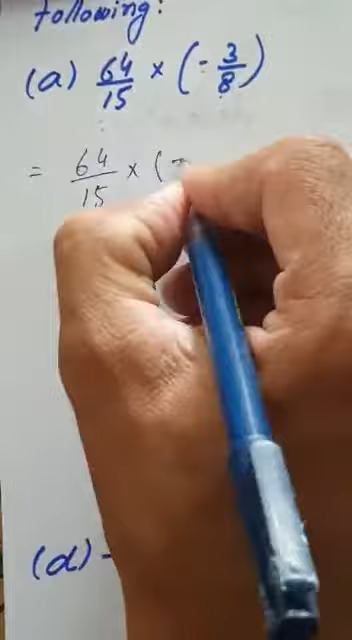 following:
(a) 64/15 × (-3/8)
= 64/15 × (-
(d) -